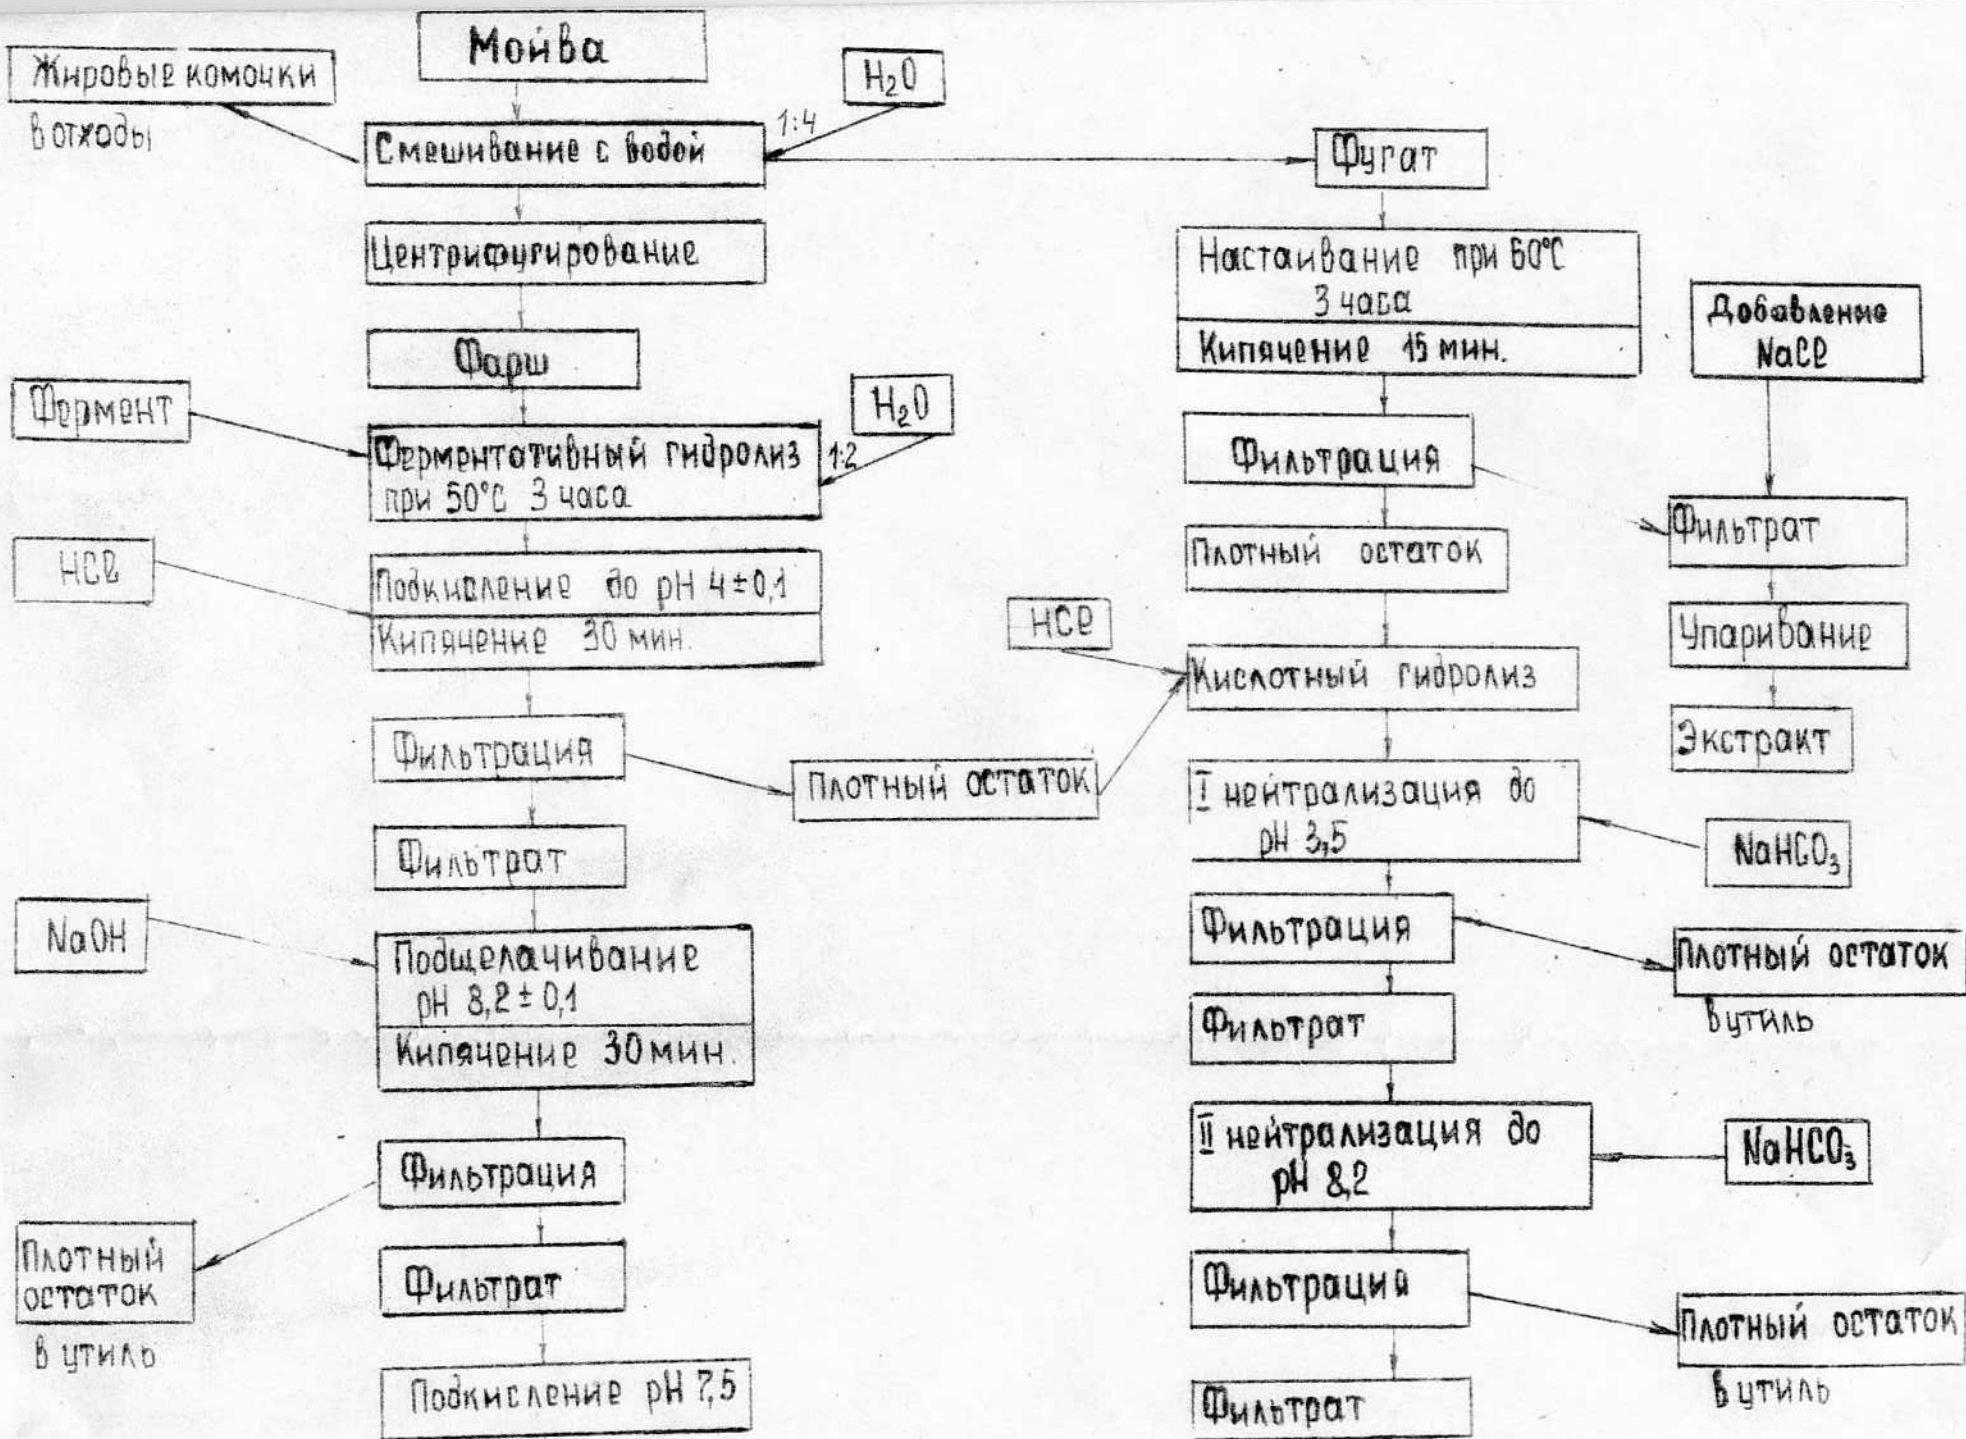 Мойва
Жировые комочки
в отходы
H₂O
1:4
Смешивание с водой
Центрифугирование
Фарш
Фермент
H₂O
1:2
Ферментативный гидролиз
при 50°C 3 часа
HCl
Подкисление до pH 4±0,1
Кипячение 30 мин.
Фильтрация
Плотный остаток
Фильтрат
NaOH
Подщелачивание
pH 8,2±0,1
Кипячение 30 мин.
Фильтрация
Плотный
остаток
в утиль
Фильтрат
Подкисление pH 7,5
Фугат
Настаивание при 60°C
3 часа
Кипячение 15 мин.
Фильтрация
Добавление
NaCl
Фильтрат
Упаривание
Экстракт
Плотный остаток
HCl
Кислотный гидролиз
I нейтрализация до
pH 3,5
NaHCO₃
Фильтрация
Плотный остаток
в утиль
Фильтрат
II нейтрализация до
pH 8,2
NaHCO₃
Фильтрация
Плотный остаток
в утиль
Фильтрат